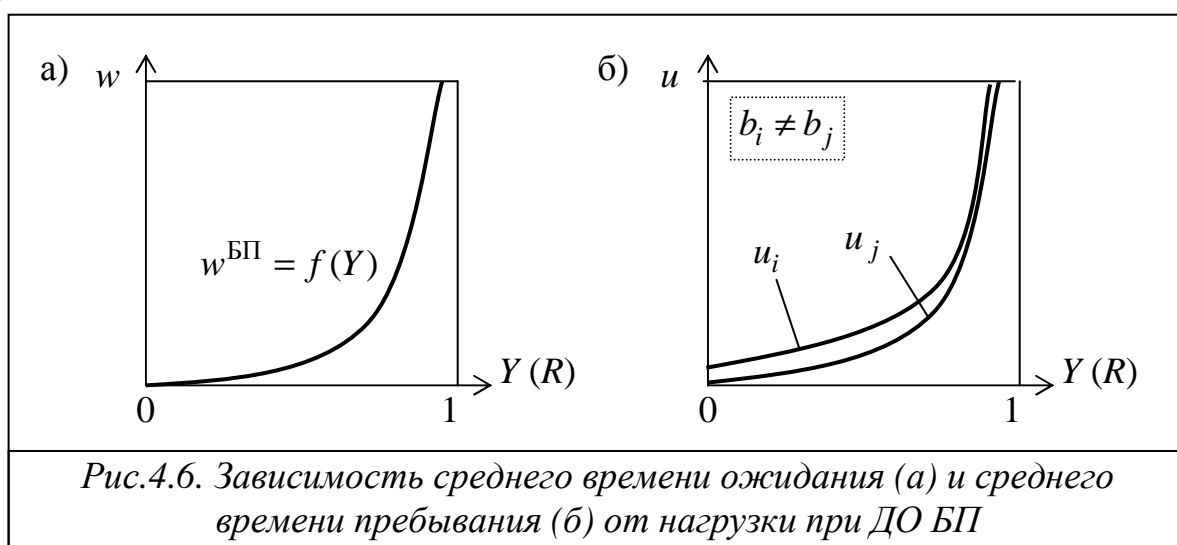 а) w
w^БП = f(Y)
Y (R)
0 1
б) u
b_i ≠ b_j
u_i
u_j
Y (R)
0 1
Рис.4.6. Зависимость среднего времени ожидания (а) и среднего
времени пребывания (б) от нагрузки при ДО БП